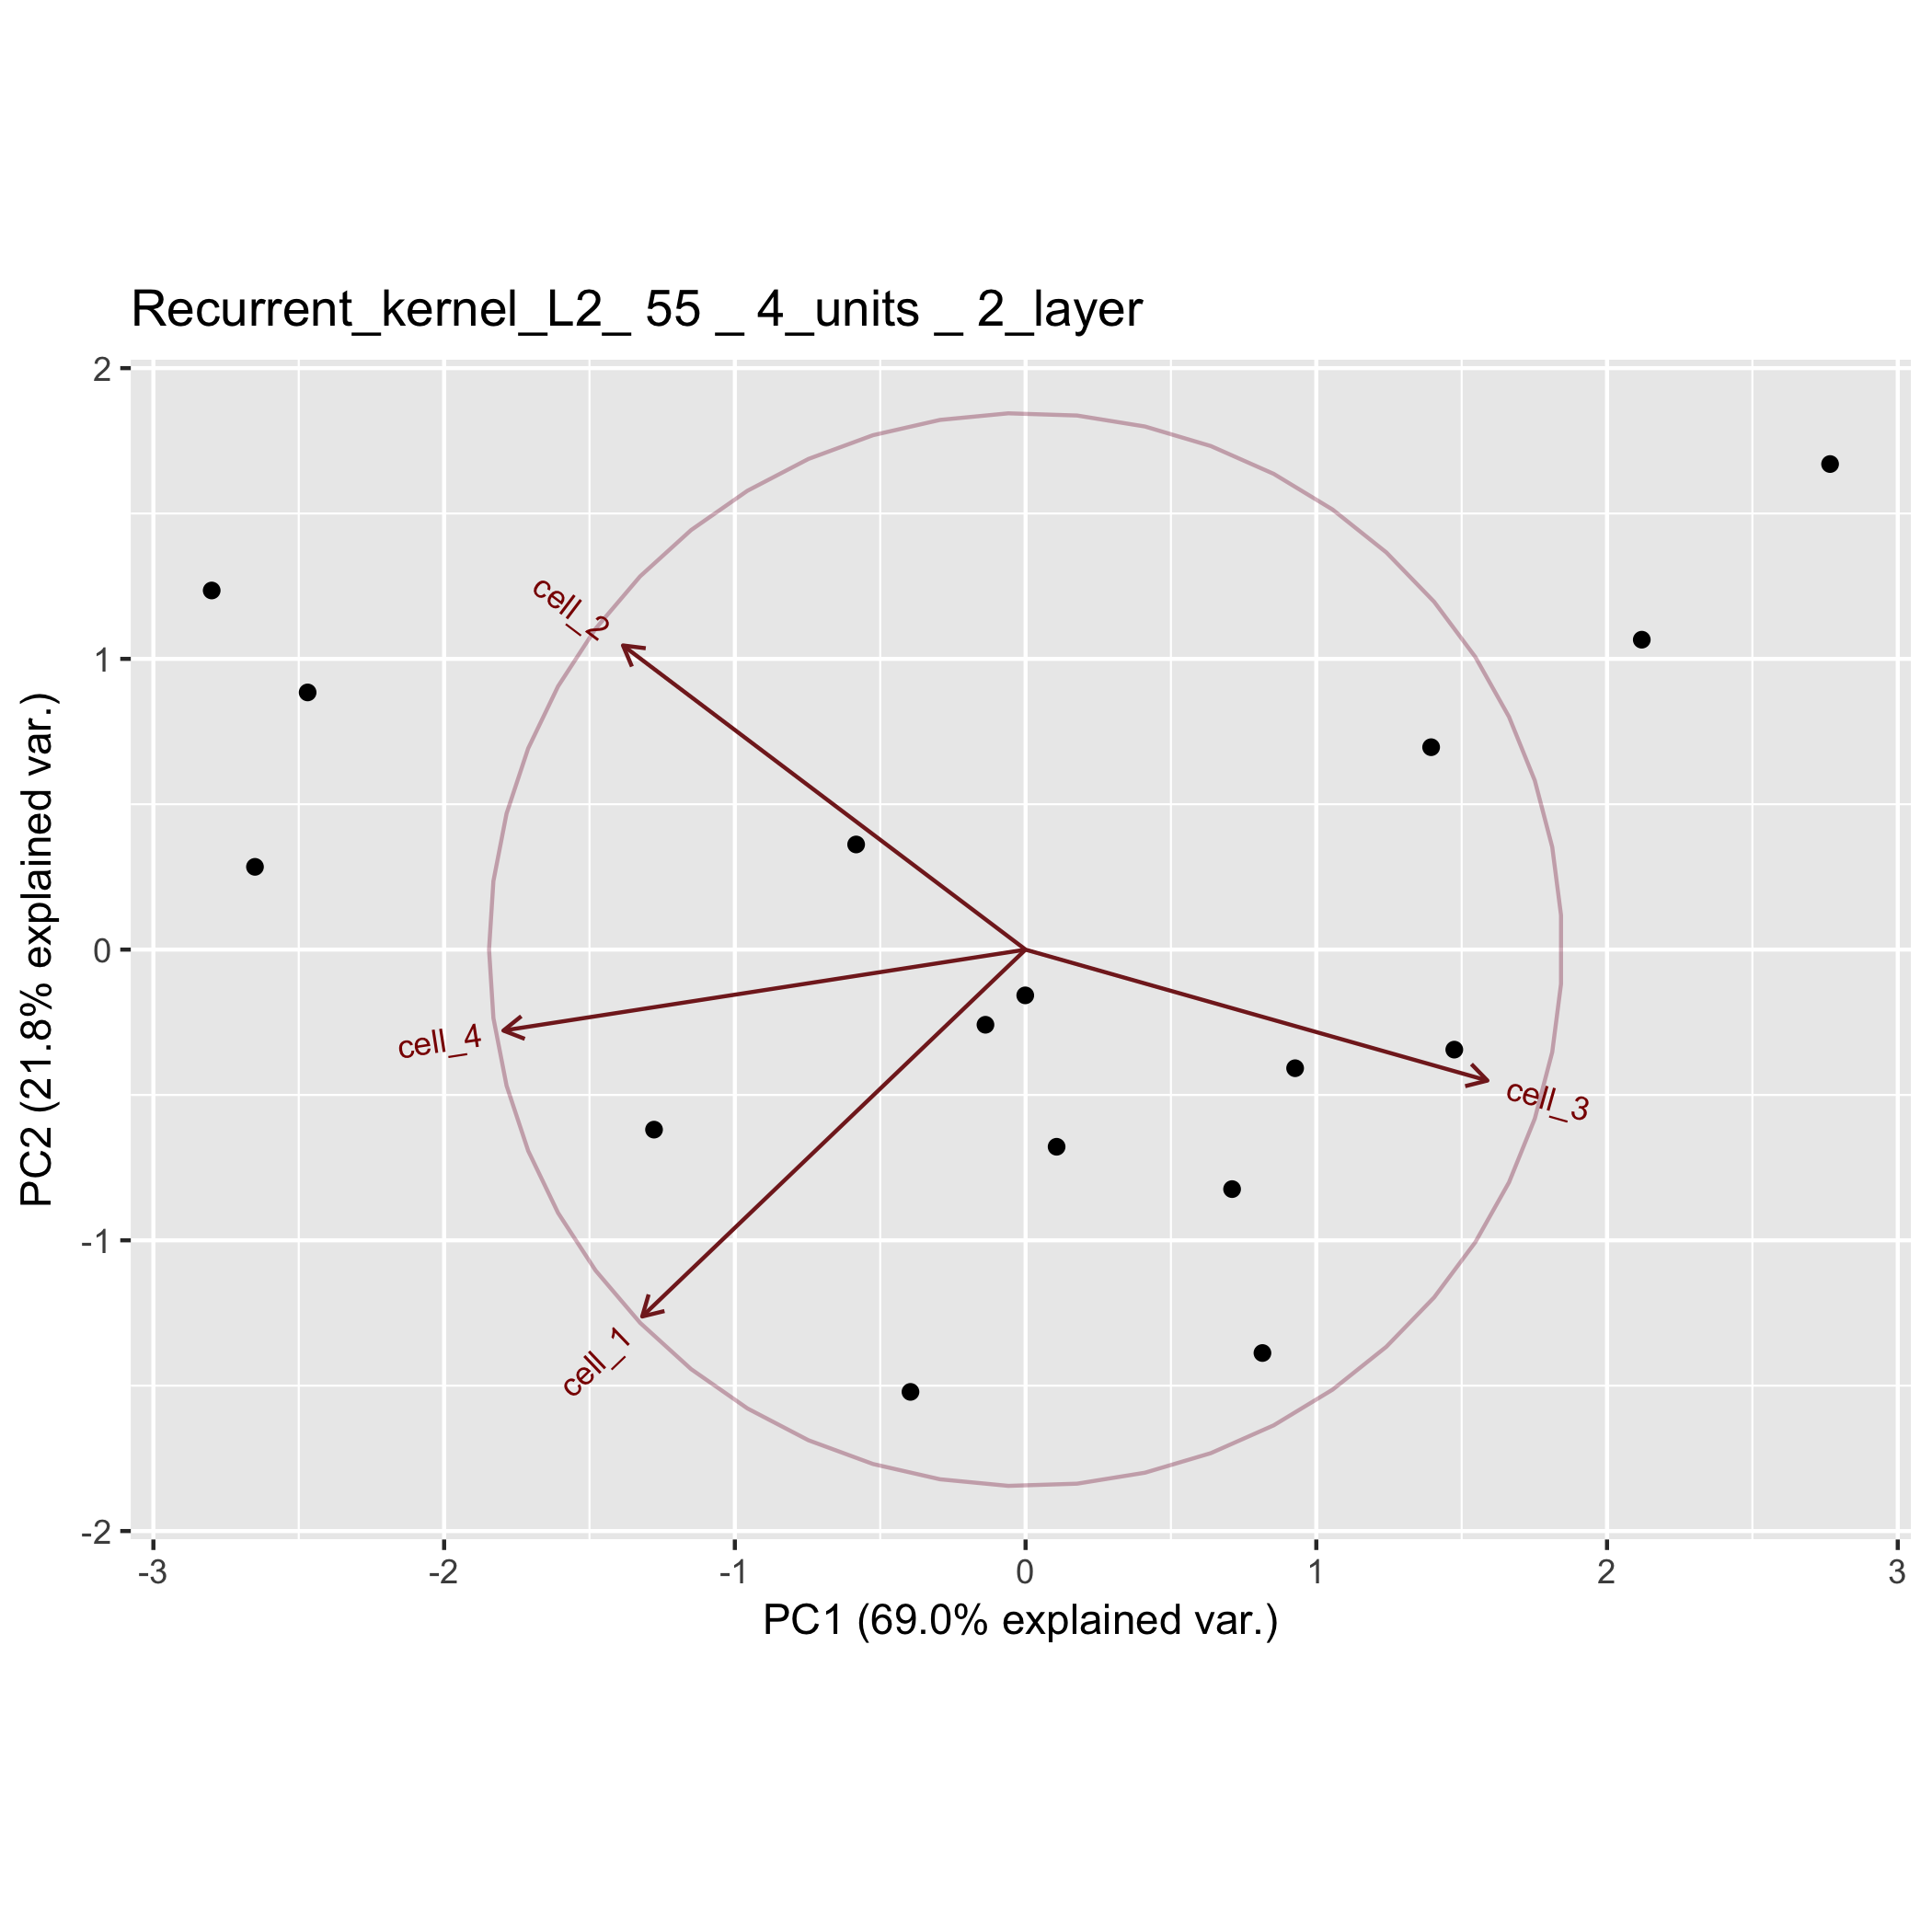 Recurrent_kernel_L2_ 55 _ 4_units _ 2_layer
2
1
0
-1
-2
PC2 (21.8% explained var.)
cell_2
cell_4
cell_3
cell_1
-3 -2 -1 0 1 2 3
PC1 (69.0% explained var.)